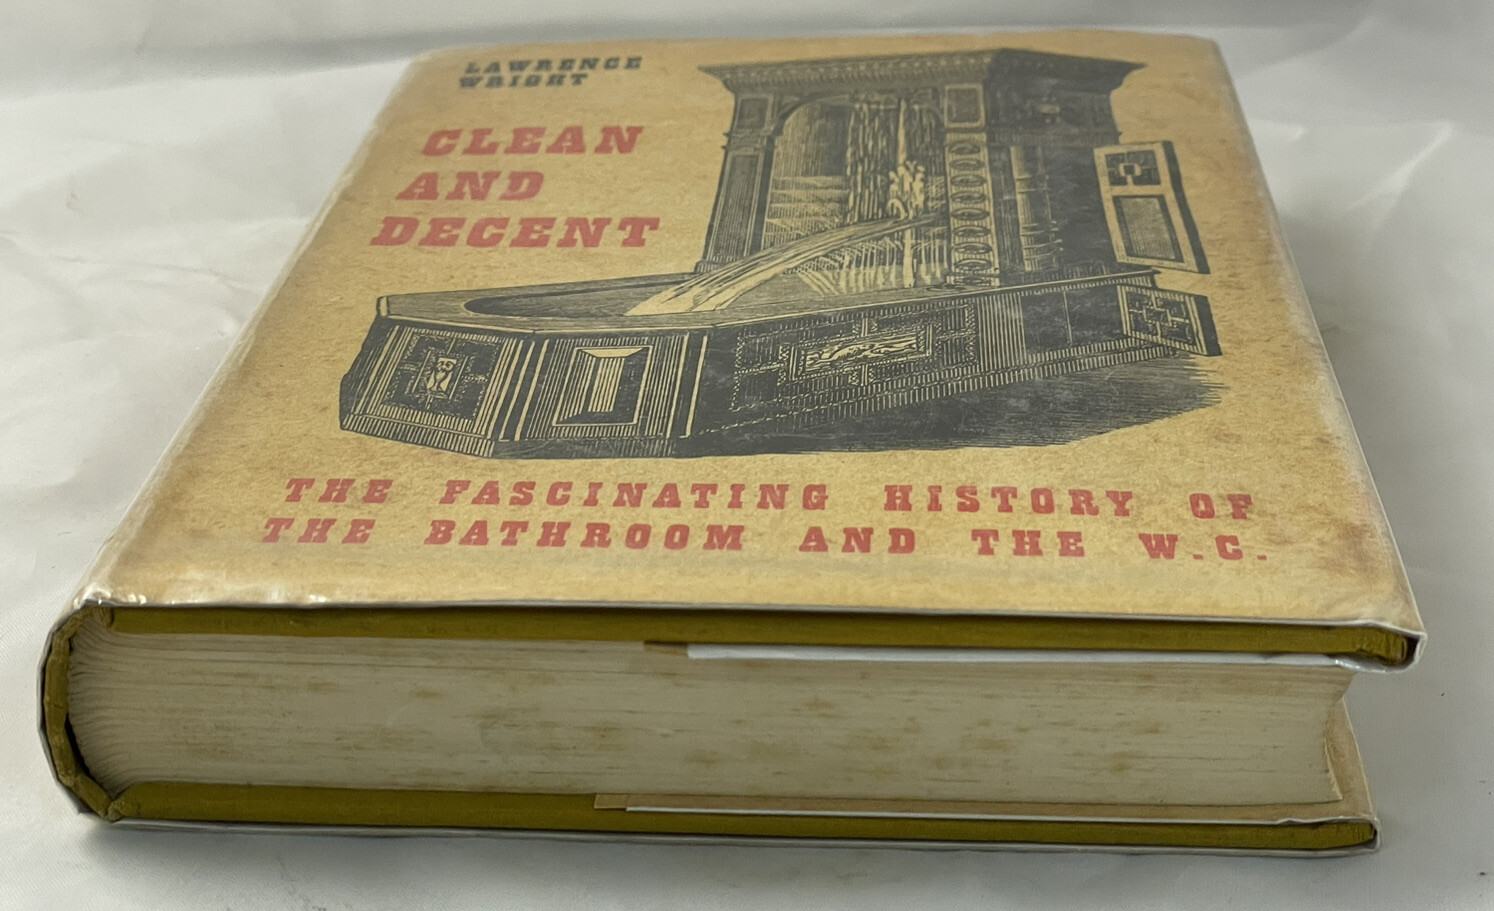 LAWRENCE
WRIGHT
CLEAN
AND
DECENT
THE FASCINATING HISTORY OF
THE BATHROOM AND THE W.C.